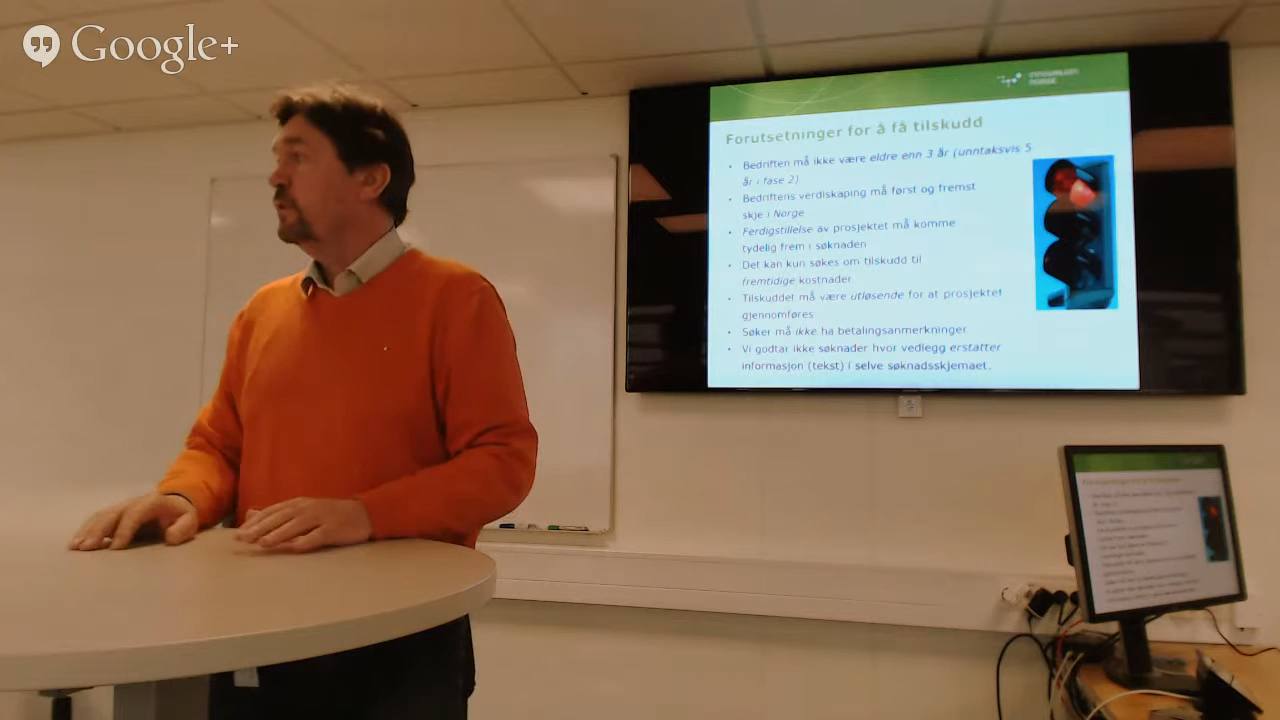 Google+
innovasjon
norge
Forutsetninger for å få tilskudd
• Bedriften må ikke være eldre enn 3 år (unntaksvis 5
år i fase 2)
• Bedriftens verdiskaping må først og fremst
skje i Norge
• Ferdigstillelse av prosjektet må komme
tydelig frem i søknaden
• Det kan kun søkes om tilskudd til
fremtidige kostnader
• Tilskuddet må være utløsende for at prosjektet
gjennomføres
• Søker må ikke ha betalingsanmerkninger
• Vi godtar ikke søknader hvor vedlegg erstatter
informasjon (tekst) i selve søknadsskjemaet.